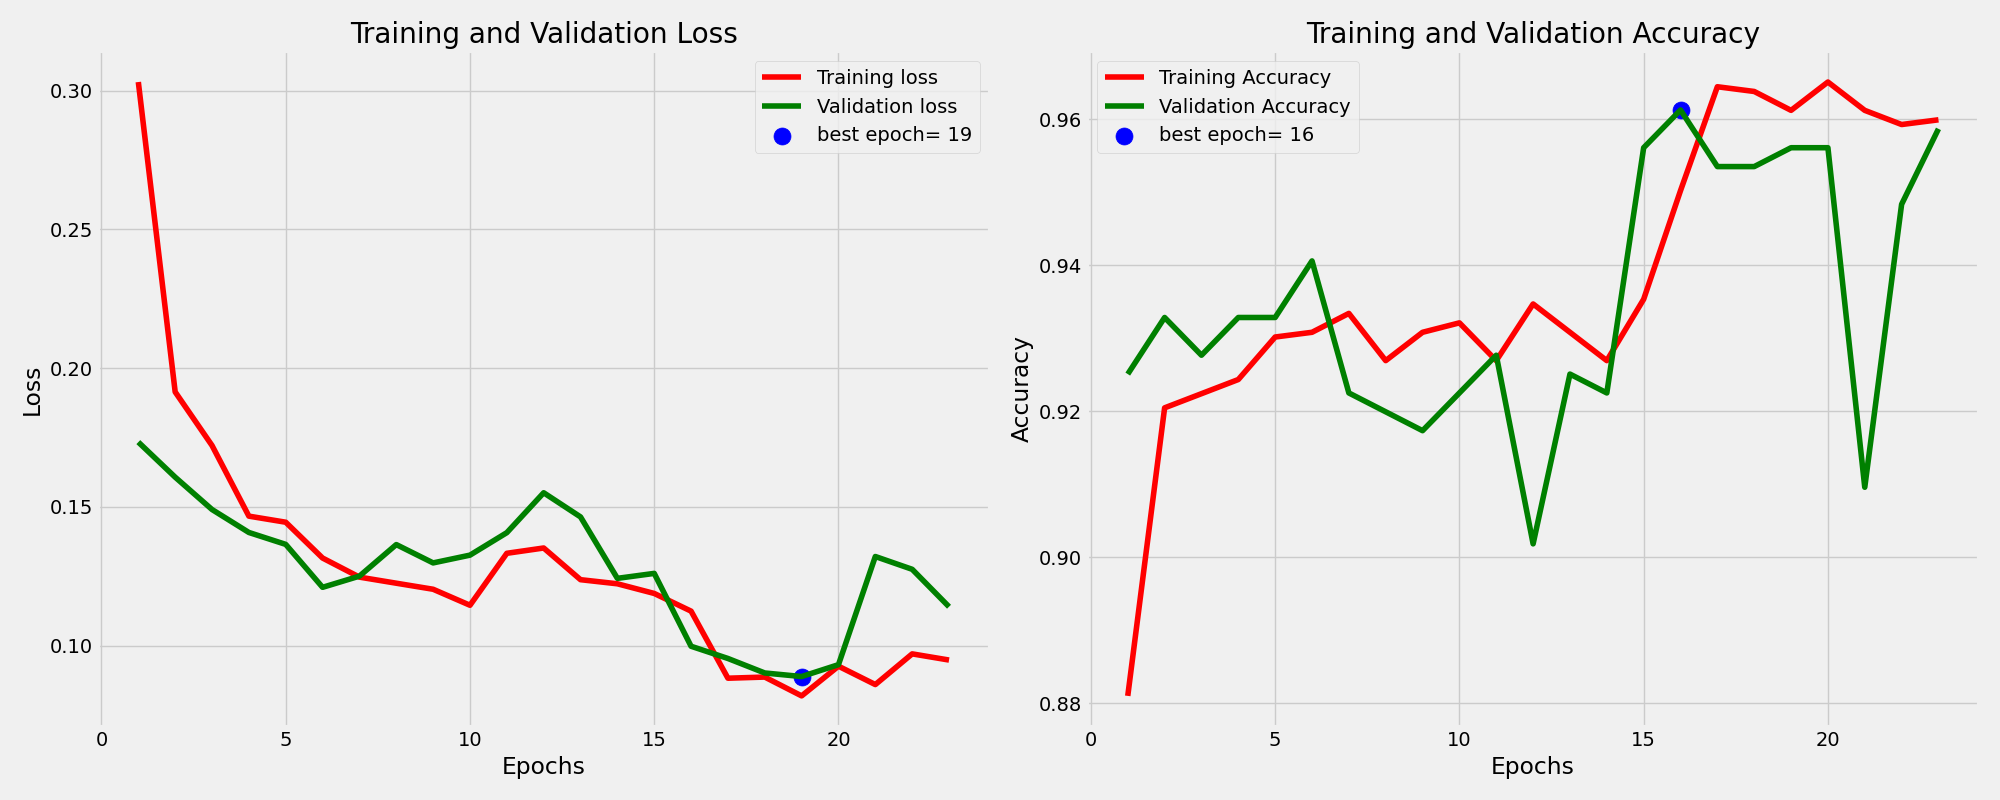 Training and Validation Loss
Training loss
Validation loss
best epoch= 19
0.30
0.25
0.20
0.15
0.10
Loss
0
5
10
15
20
Epochs
Training and Validation Accuracy
Training Accuracy
Validation Accuracy
best epoch= 16
0.96
0.94
0.92
0.90
0.88
Accuracy
0
5
10
15
20
Epochs